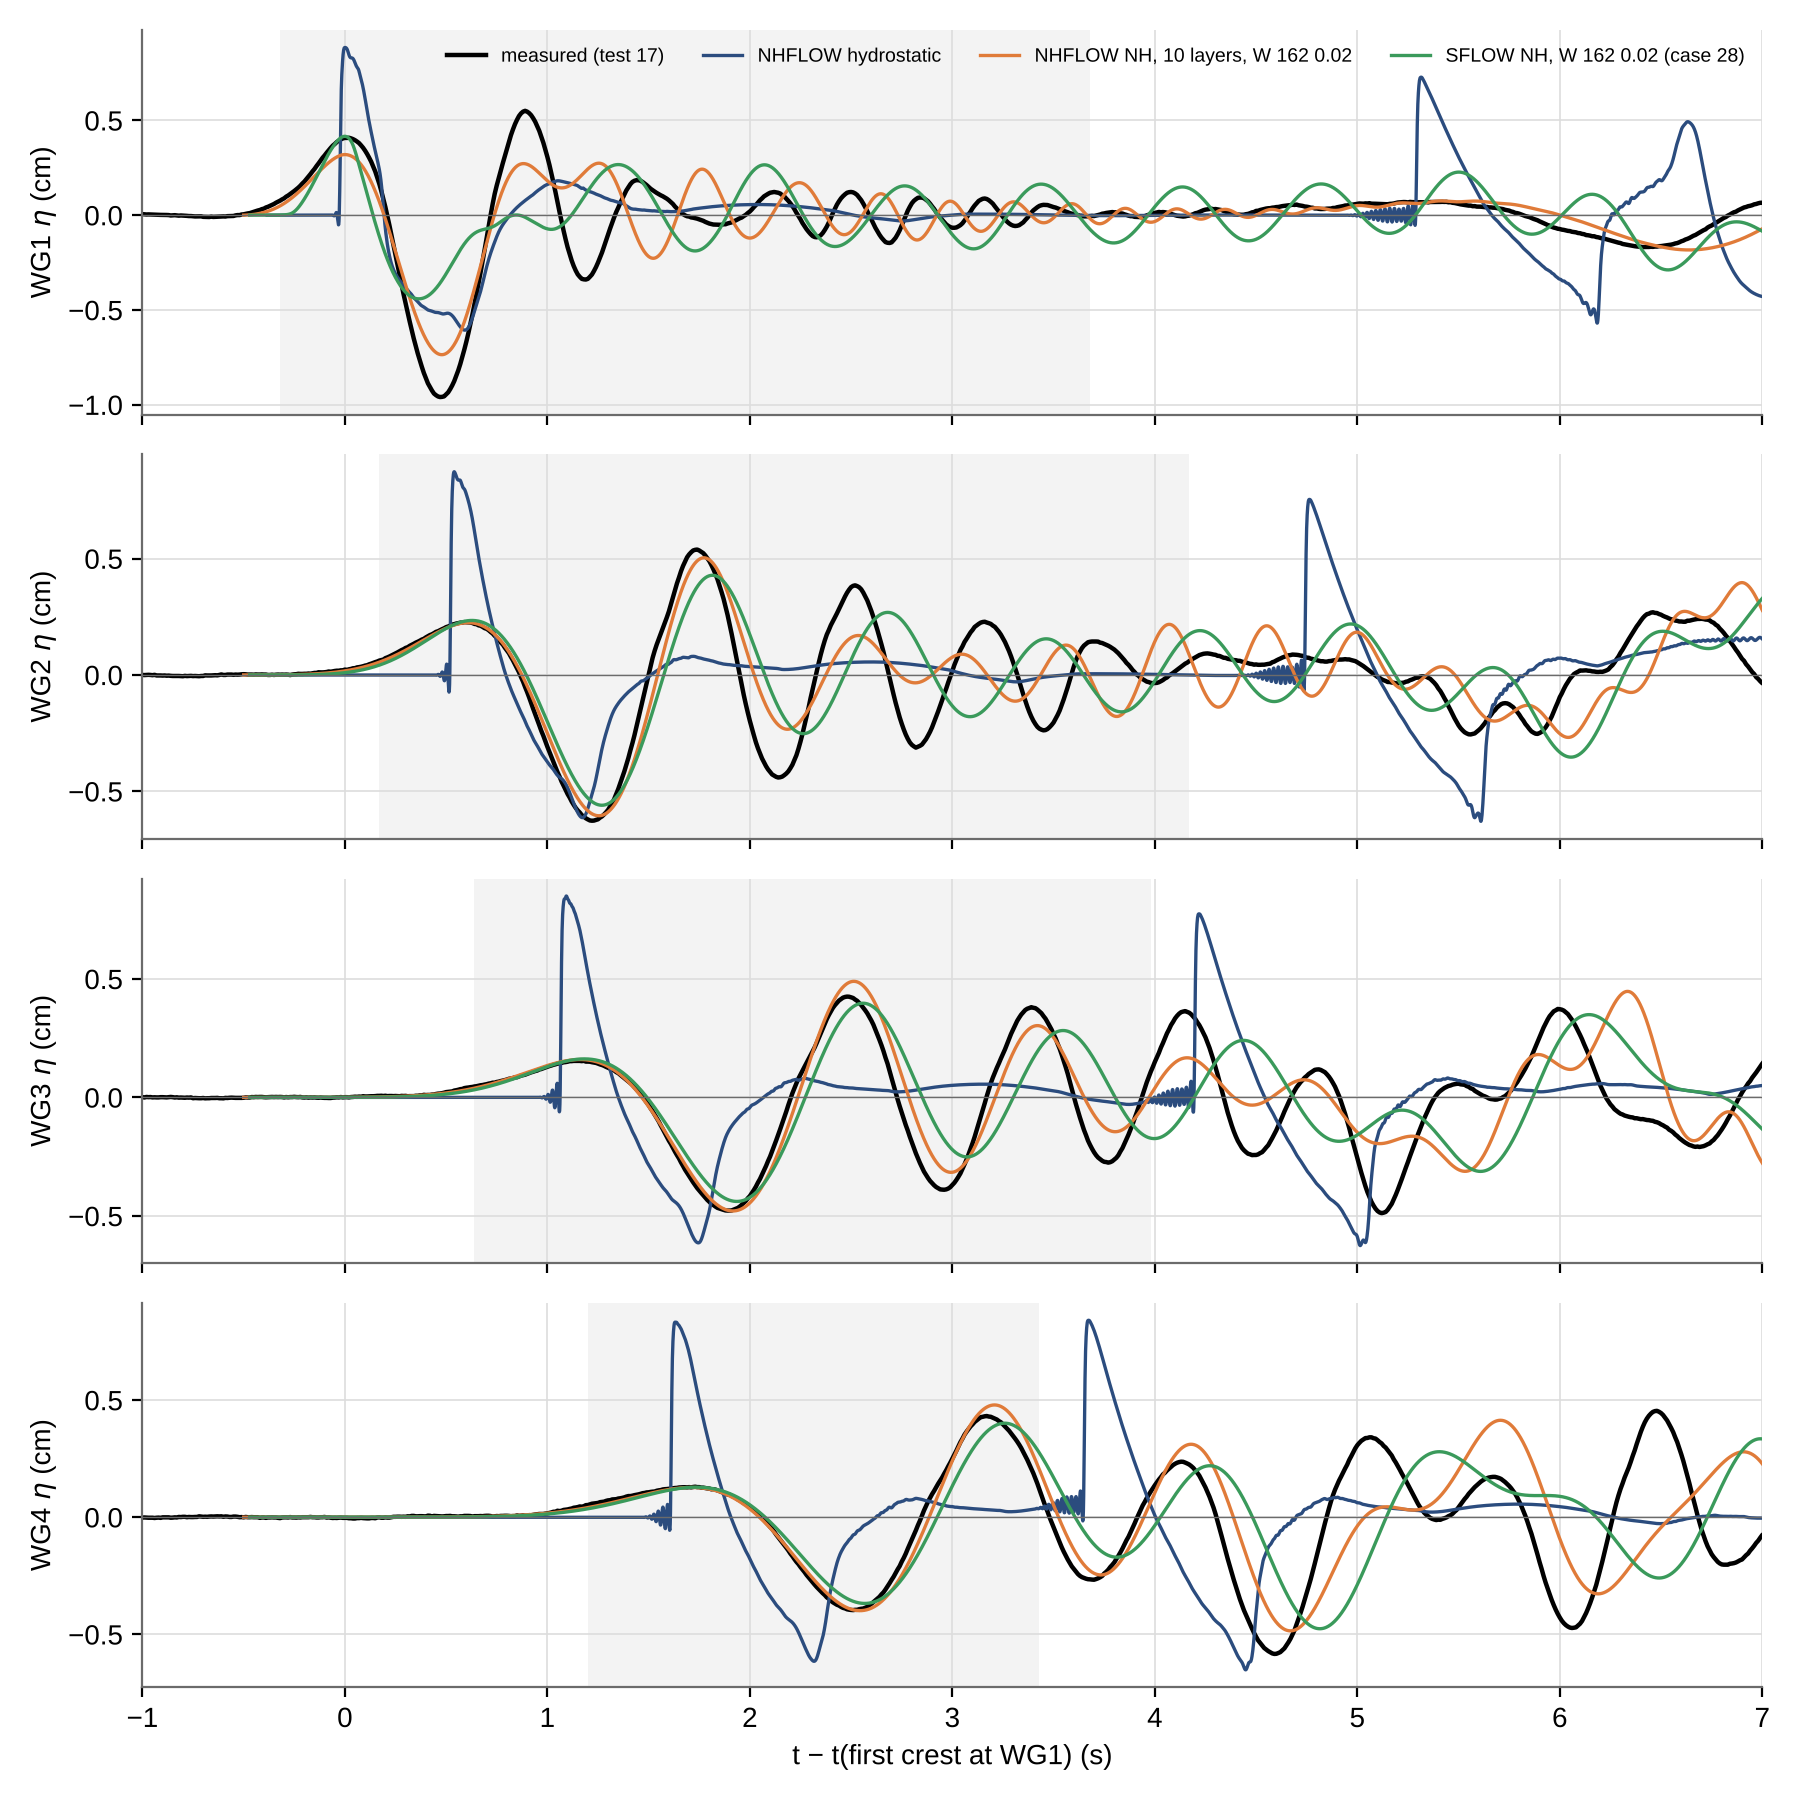 measured (test 17) NHFLOW hydrostatic NHFLOW NH, 10 layers, W 162 0.02 SFLOW NH, W 162 0.02 (case 28)
WG1 η (cm)
0.5
0.0
−0.5
−1.0
WG2 η (cm)
0.5
0.0
−0.5
WG3 η (cm)
0.5
0.0
−0.5
WG4 η (cm)
0.5
0.0
−0.5
−1 0 1 2 3 4 5 6 7
t − t(first crest at WG1) (s)